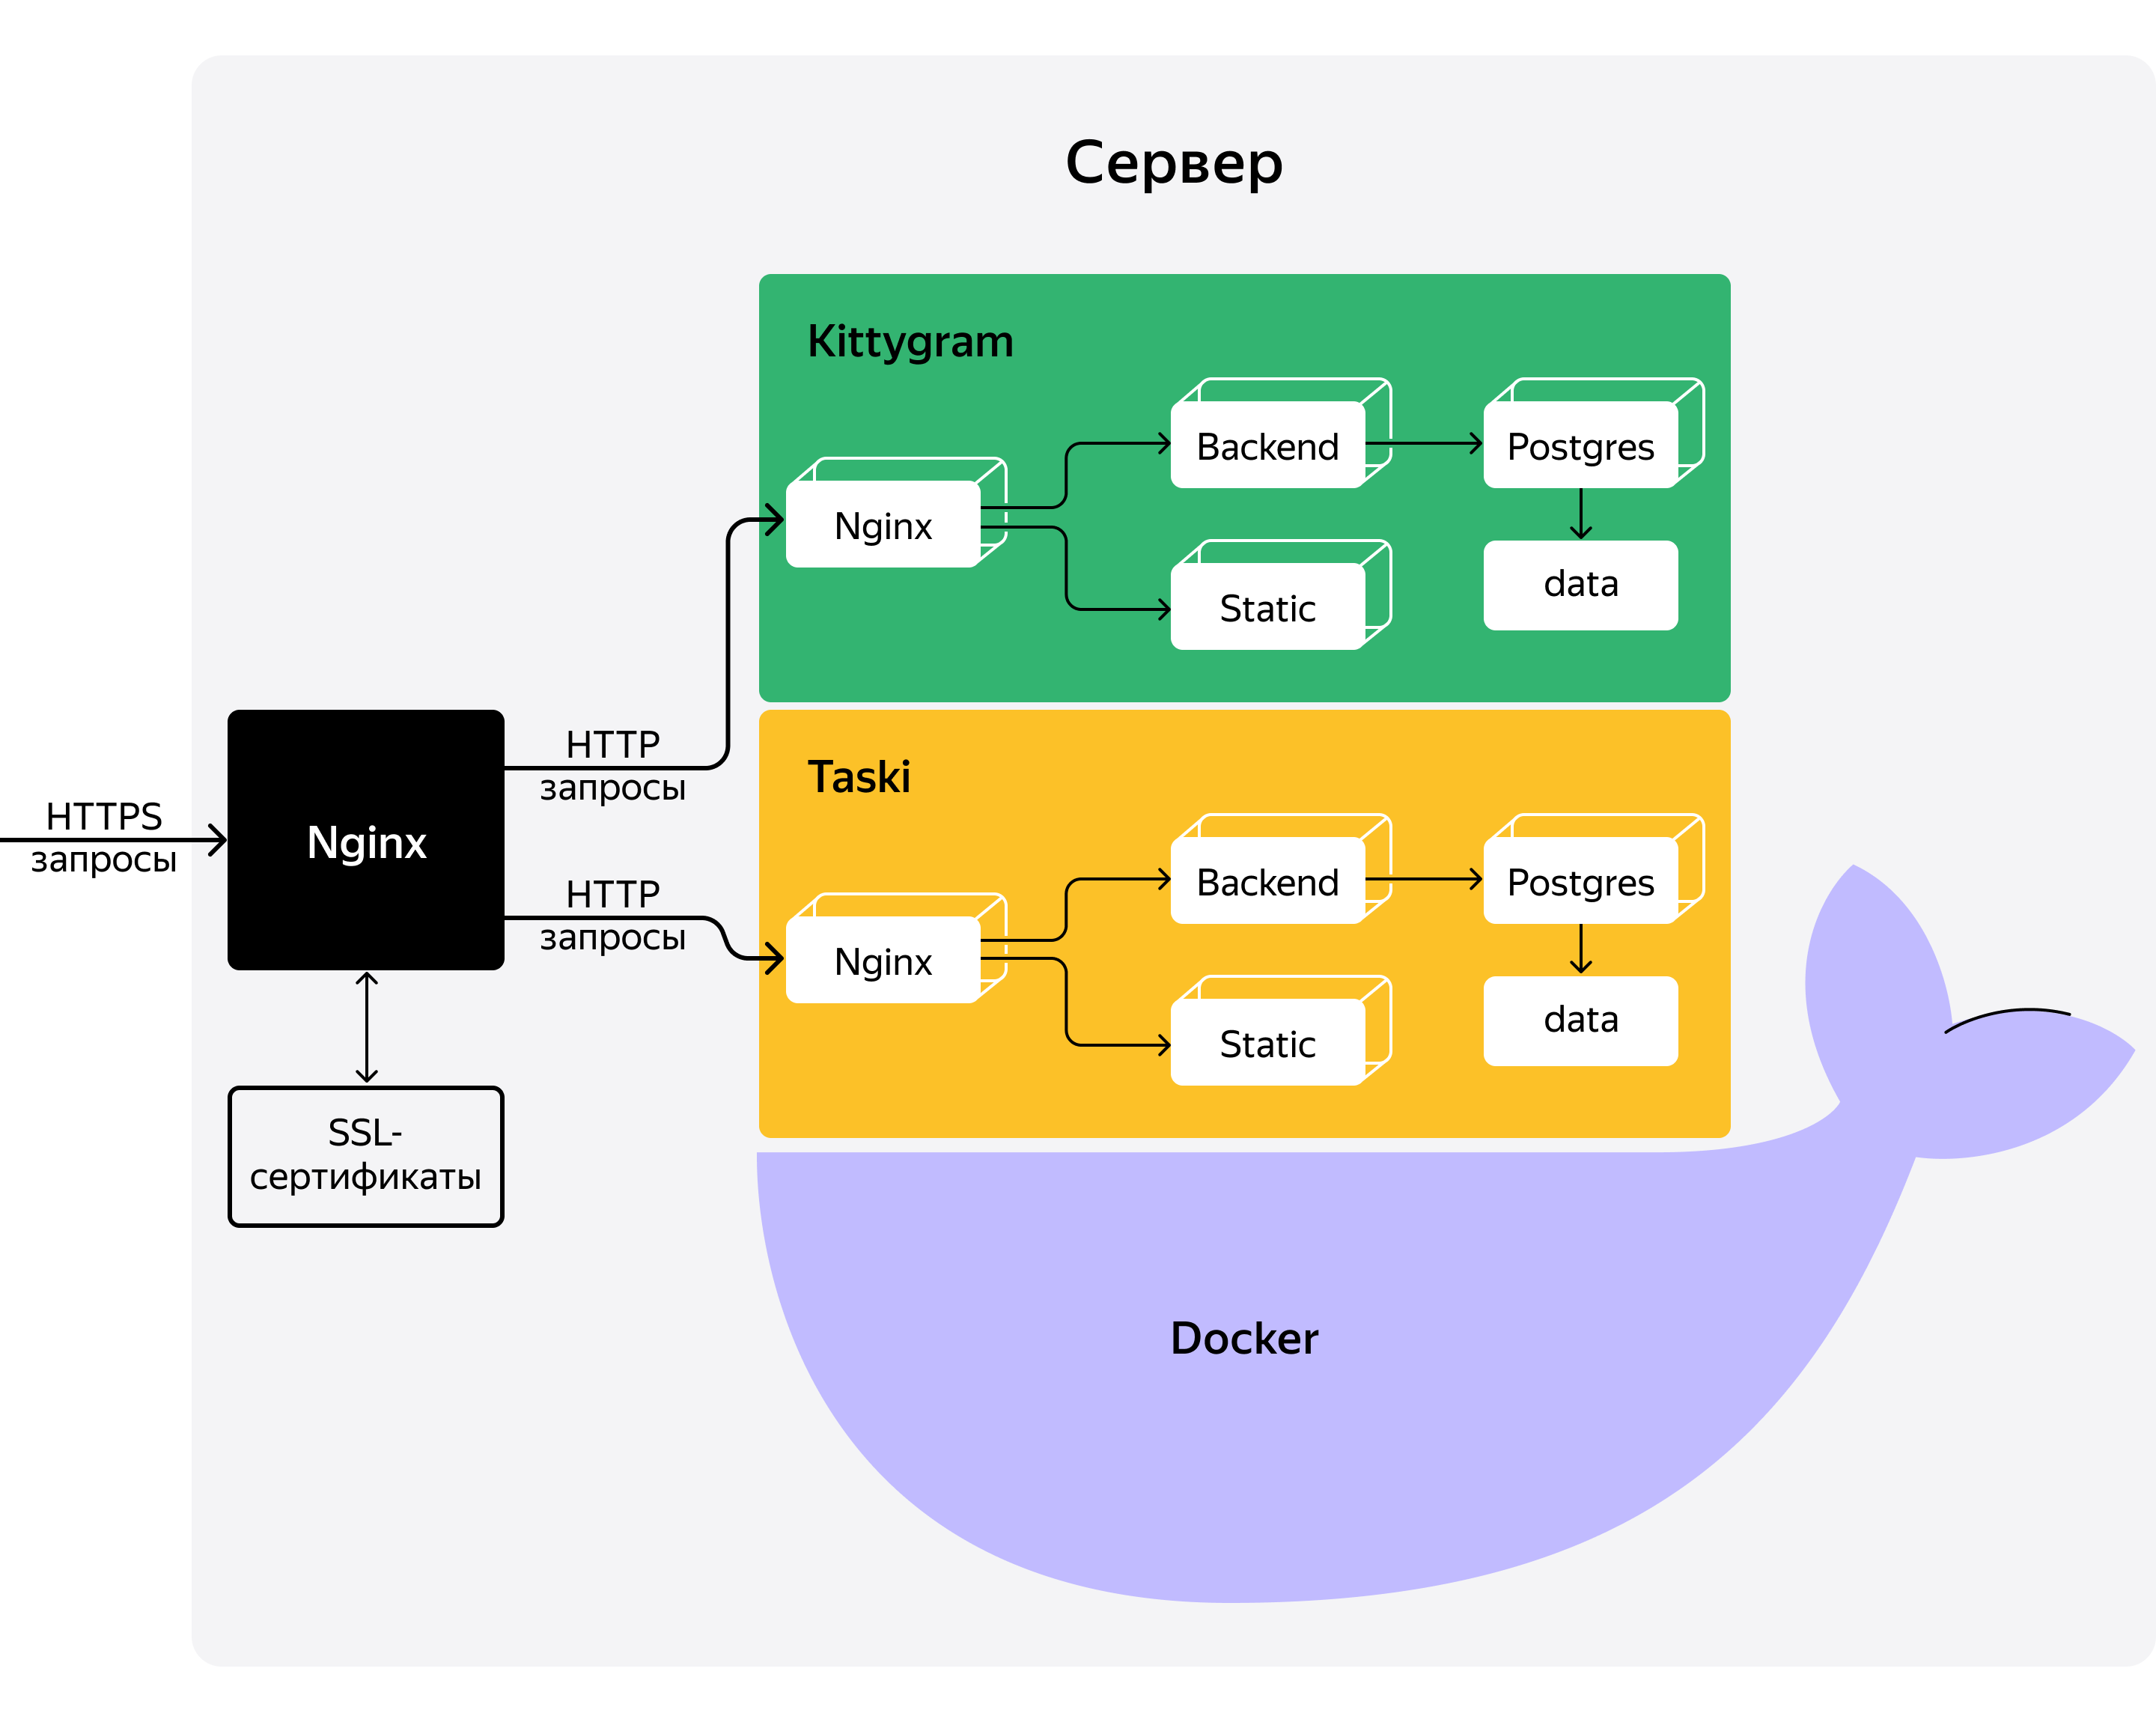 Сервер
Kittygram
Backend
Postgres
Nginx
data
Static
HTTP
запросы
Taski
HTTPS
запросы
Nginx
Backend
Postgres
HTTP
запросы
Nginx
data
Static
SSL-
сертификаты
Docker